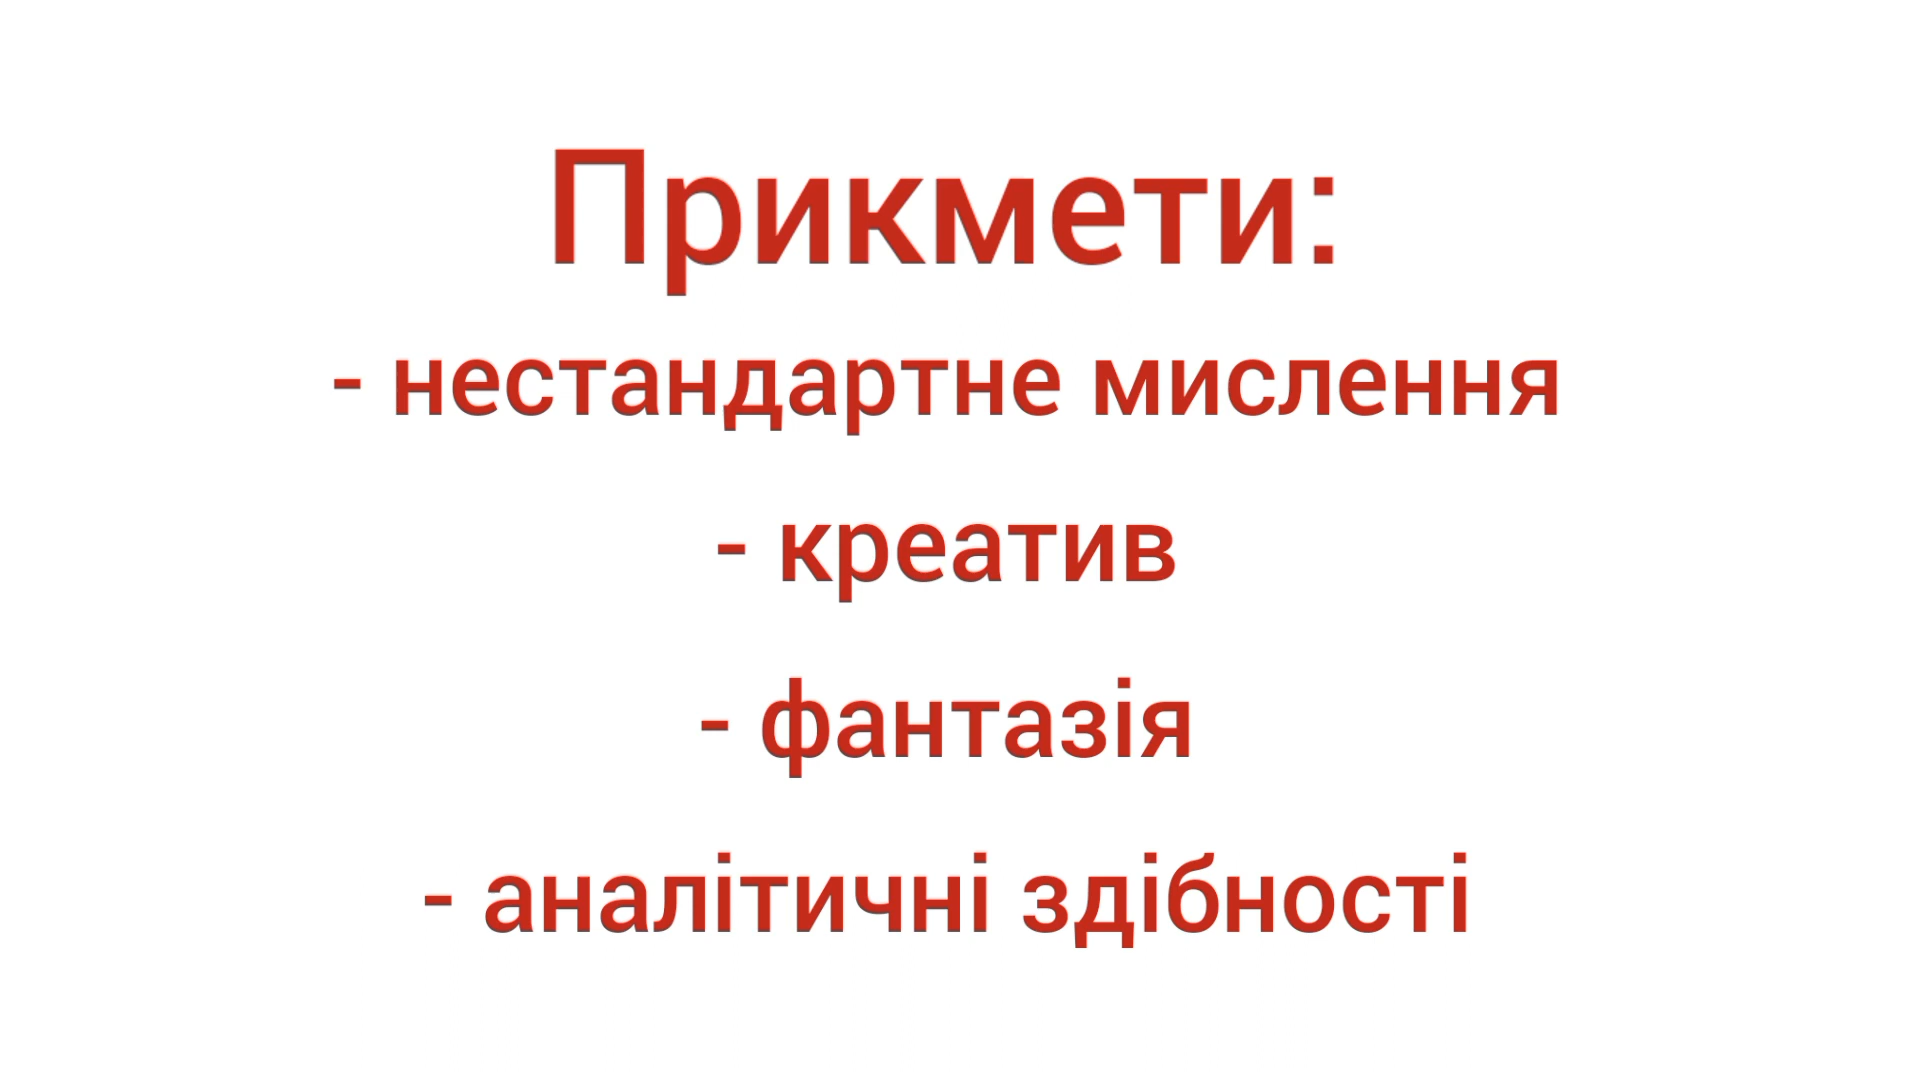 Прикмети:
- нестандартне мислення
- креатив
- фантазія
- аналітичні здібності